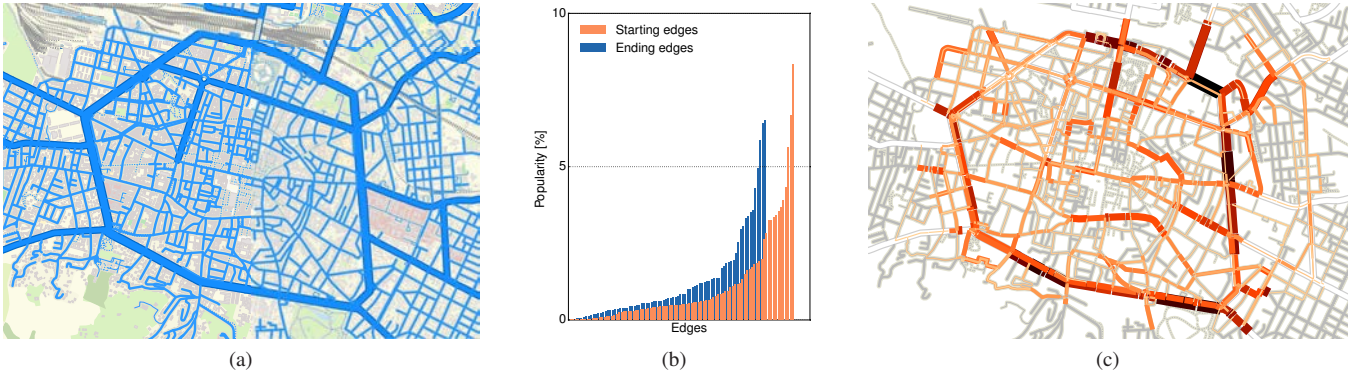 10
Starting edges
Ending edges
Popularity [%]
5
0
Edges
(a)
(b)
(c)